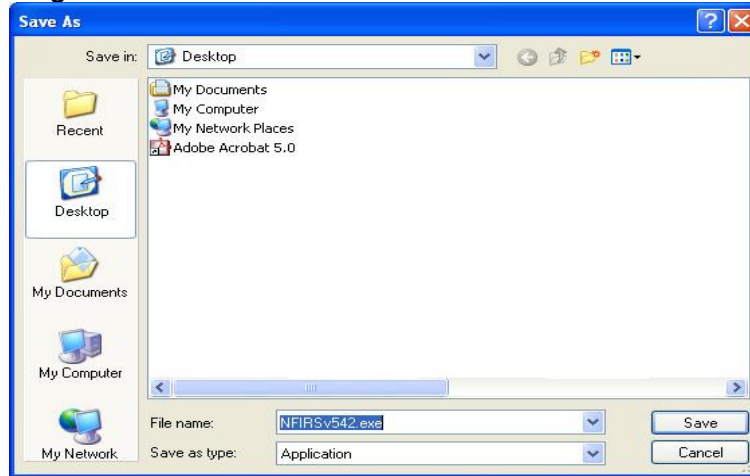 Save As
Save in:
Desktop
My Documents
My Computer
My Network Places
Adobe Acrobat 5.0
Recent
Desktop
My Documents
My Computer
My Network
File name:
NFIRSv542.exe
Save
Save as type:
Application
Cancel